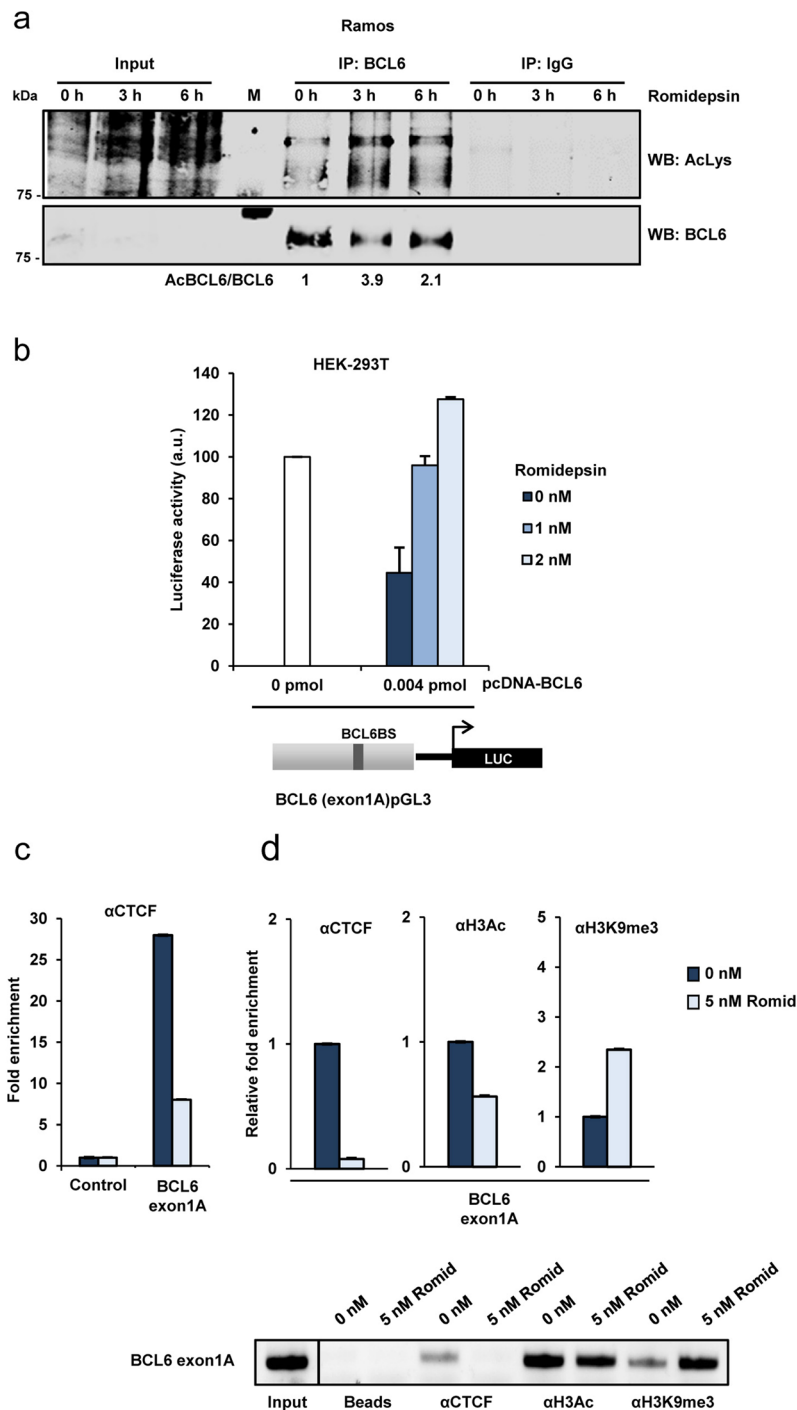 a
Ramos
Input IP: BCL6 IP: IgG
kDa 0 h 3 h 6 h M 0 h 3 h 6 h 0 h 3 h 6 h Romidepsin
WB: AcLys
75 -
WB: BCL6
75 -
AcBCL6/BCL6 1 3.9 2.1
b
HEK-293T
140
120
100
80
60
40
20
0
Luciferase activity (a.u.)
Romidepsin
0 nM
1 nM
2 nM
0 pmol 0.004 pmol pcDNA-BCL6
BCL6BS
LUC
BCL6 (exon1A)pGL3
c
αCTCF
30
25
20
15
10
5
0
Fold enrichment
Control BCL6
exon1A
d
αCTCF αH3Ac αH3K9me3
2
1
0
Relative fold enrichment
2
1
0
5
4
3
2
1
0
0 nM
5 nM Romid
BCL6
exon1A
0 nM 5 nM Romid 0 nM 5 nM Romid 0 nM 5 nM Romid 0 nM 5 nM Romid
BCL6 exon1A
Input Beads αCTCF αH3Ac αH3K9me3